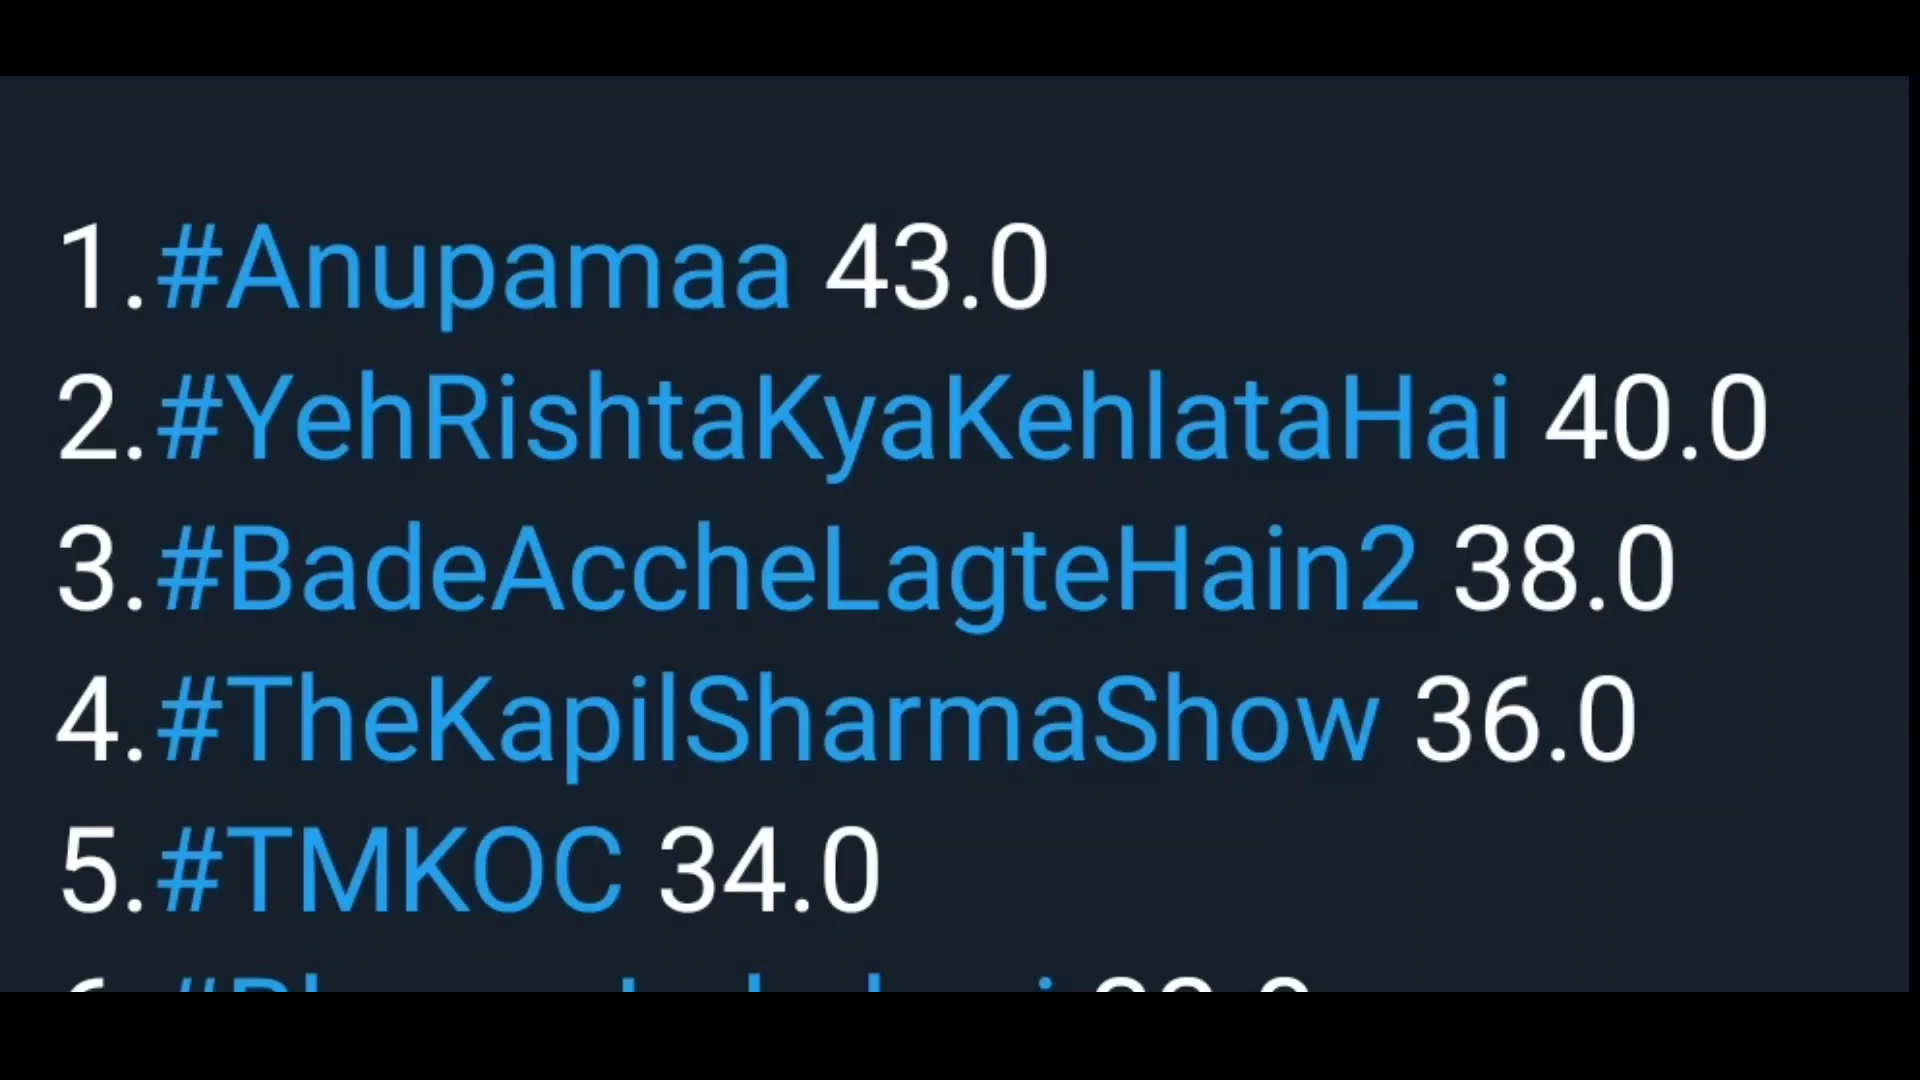 1.#Anupamaa 43.0
2.#YehRishtaKyaKehlataHai 40.0
3.#BadeAccheLagteHain2 38.0
4.#TheKapilSharmaShow 36.0
5.#TMKOC 34.0